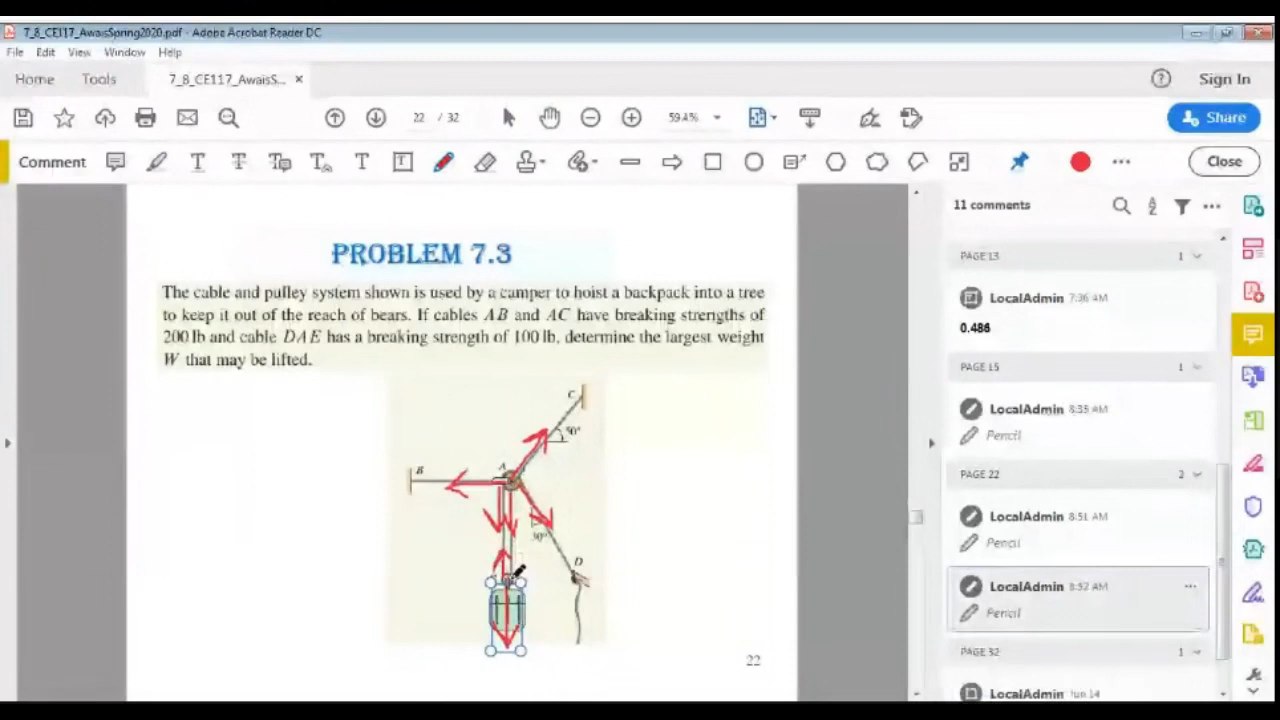 7_8_CE117_AwaisSpring2020.pdf - Adobe Acrobat Reader DC
File Edit View Window Help
Home Tools 7_8_CE117_AwaisS... × Sign In
22 / 32 59.4% Share
Comment Close
PROBLEM 7.3
The cable and pulley system shown is used by a camper to hoist a backpack into a tree
to keep it out of the reach of bears. If cables AB and AC have breaking strengths of
200 lb and cable DAE has a breaking strength of 100 lb, determine the largest weight
W that may be lifted.
C
50°
B
A
30°
D
22
11 comments
PAGE 13 1
LocalAdmin 7:36 AM
0.486
PAGE 15 1
LocalAdmin 8:35 AM
Pencil
PAGE 22 2
LocalAdmin 8:51 AM
Pencil
LocalAdmin 8:52 AM
Pencil
PAGE 32 1
LocalAdmin Jun 14